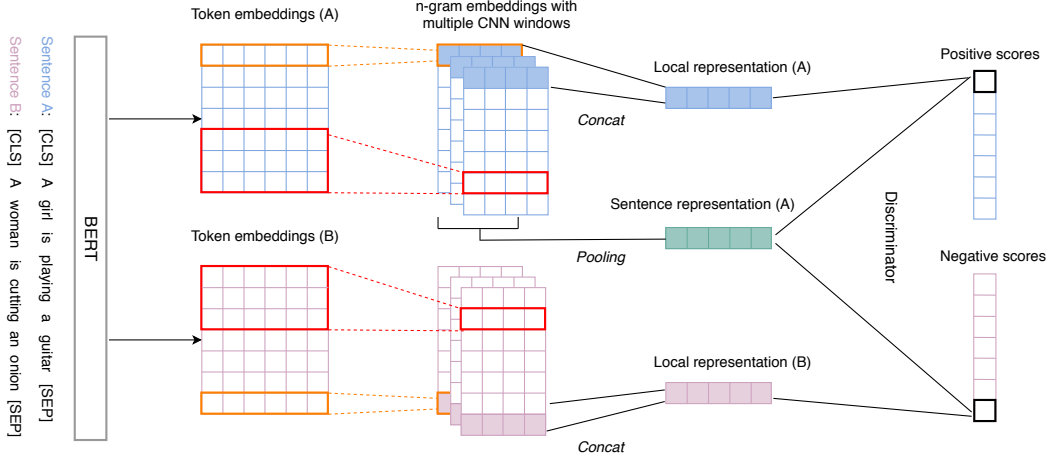 Sentence A: [CLS] A girl is playing a guitar [SEP]
Sentence B: [CLS] A woman is cutting an onion [SEP]
BERT
Token embeddings (A)
n-gram embeddings with
multiple CNN windows
Local representation (A)
Concat
Positive scores
Sentence representation (A)
Pooling
Discriminator
Token embeddings (B)
Negative scores
Local representation (B)
Concat